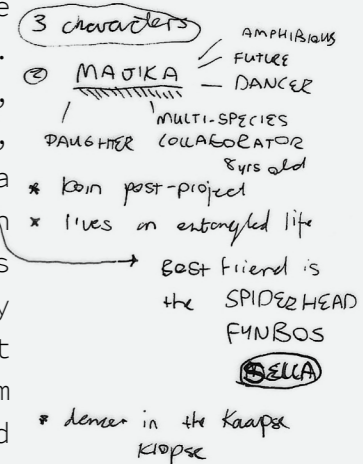 3 characters
② MAJIKA
AMPHIBIOUS
FUTURE
DANCER
MULTI-SPECIES
DAUGHTER COLLABORATOR
8yrs old
* born post-project
* lives an entangled life
Best friend is
the SPIDERHEAD
FYNBOS
STELLA
* dancer in the Kaapse
Klopse